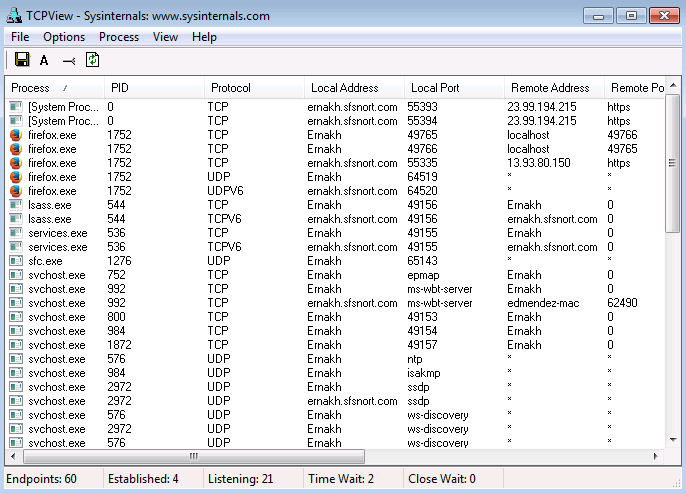 TCPView - Sysinternals: www.sysinternals.com
File Options Process View Help
A
Process / PID Protocol Local Address Local Port Remote Address Remote Po
[System Proc... 0 TCP ernakh.sfsnort.com 55393 23.99.194.215 https
[System Proc... 0 TCP ernakh.sfsnort.com 55394 23.99.194.215 https
firefox.exe 1752 TCP Ernakh 49765 localhost 49766
firefox.exe 1752 TCP Ernakh 49766 localhost 49765
firefox.exe 1752 TCP ernakh.sfsnort.com 55335 13.93.80.150 https
firefox.exe 1752 UDP Ernakh 64519 * *
firefox.exe 1752 UDPV6 ernakh.sfsnort.com 64520 * *
lsass.exe 544 TCP Ernakh 49156 Ernakh 0
lsass.exe 544 TCPV6 ernakh.sfsnort.com 49156 ernakh.sfsnort.com 0
services.exe 536 TCP Ernakh 49155 Ernakh 0
services.exe 536 TCPV6 ernakh.sfsnort.com 49155 ernakh.sfsnort.com 0
sfc.exe 1276 UDP Ernakh 65143 * *
svchost.exe 752 TCP Ernakh epmap Ernakh 0
svchost.exe 992 TCP Ernakh ms-wbt-server Ernakh 0
svchost.exe 992 TCP ernakh.sfsnort.com ms-wbt-server edmendez-mac 62490
svchost.exe 800 TCP Ernakh 49153 Ernakh 0
svchost.exe 984 TCP Ernakh 49154 Ernakh 0
svchost.exe 1872 TCP Ernakh 49157 Ernakh 0
svchost.exe 576 UDP Ernakh ntp * *
svchost.exe 984 UDP Ernakh isakmp * *
svchost.exe 2972 UDP Ernakh ssdp * *
svchost.exe 2972 UDP ernakh.sfsnort.com ssdp * *
svchost.exe 576 UDP Ernakh ws-discovery * *
svchost.exe 2972 UDP Ernakh ws-discovery * *
svchost.exe 576 UDP Ernakh ws-discovery * *
Endpoints: 60 Established: 4 Listening: 21 Time Wait: 2 Close Wait: 0